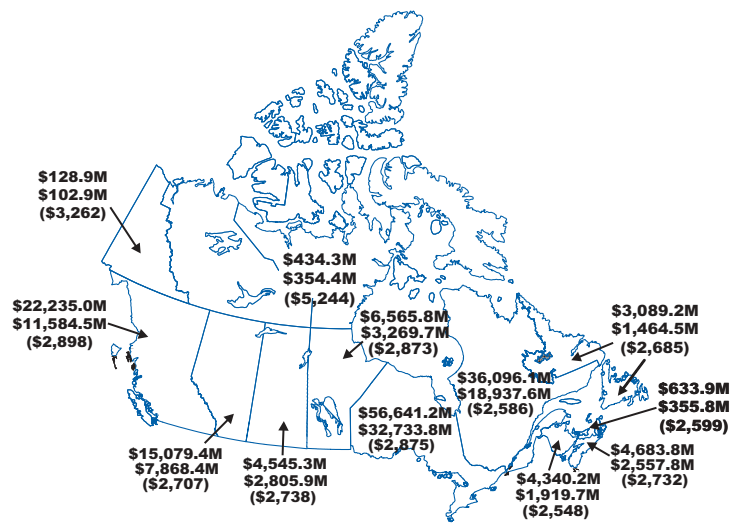 $128.9M
$102.9M
($3,262)
$434.3M
$354.4M
($5,244)
$22,235.0M
$11,584.5M
($2,898)
$6,565.8M
$3,269.7M
($2,873)
$3,089.2M
$1,464.5M
($2,685)
$36,096.1M
$18,937.6M
($2,586)
$633.9M
$355.8M
($2,599)
$56,641.2M
$32,733.8M
($2,875)
$15,079.4M
$7,868.4M
($2,707)
$4,545.3M
$2,805.9M
($2,738)
$4,683.8M
$2,557.8M
($2,732)
$4,340.2M
$1,919.7M
($2,548)